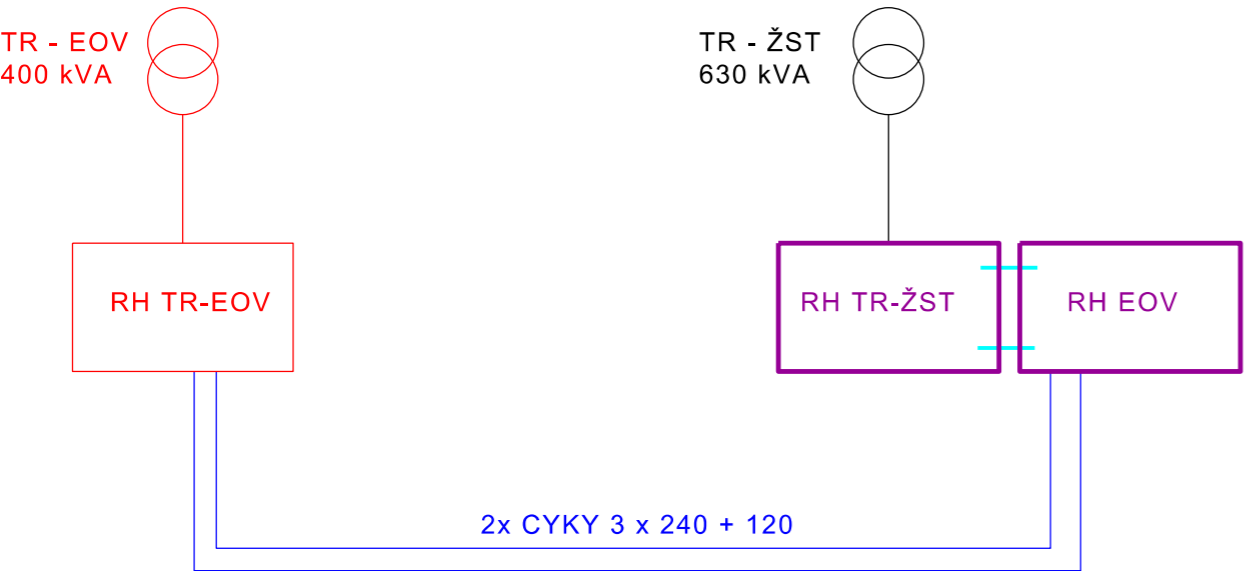 TR - EOV
400 kVA
TR - ŽST
630 kVA
RH TR-EOV
RH TR-ŽST
RH EOV
2x CYKY 3 x 240 + 120